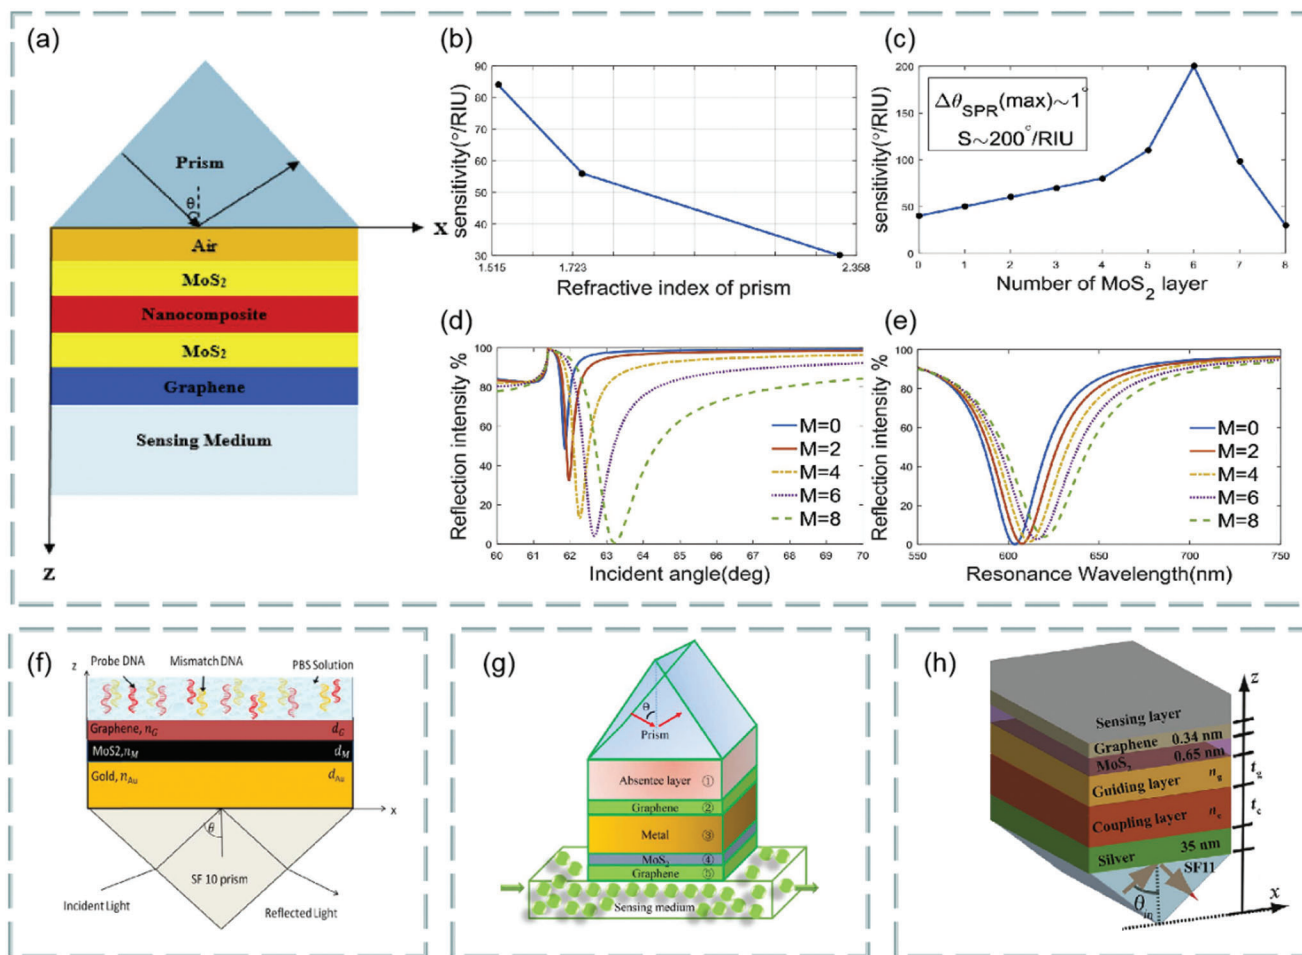 (a)
Prism
θ
x
Air
MoS₂
Nanocomposite
MoS₂
Graphene
Sensing Medium
z
(b)
sensitivity(°/RIU)
90
80
70
60
50
40
30
1.515
1.723
2.358
Refractive index of prism
(c)
sensitivity(°/RIU)
200
150
100
50
0
Δθ_SPR(max)~1°
S~200°/RIU
0 1 2 3 4 5 6 7 8
Number of MoS₂ layer
(d)
Reflection intensity %
100
80
60
40
20
0
M=0
M=2
M=4
M=6
M=8
60 61 62 63 64 65 66 67 68 69 70
Incident angle(deg)
(e)
Reflection intensity %
100
80
60
40
20
0
M=0
M=2
M=4
M=6
M=8
550 600 650 700 750
Resonance Wavelength(nm)
(f)
z
Probe DNA
Mismatch DNA
PBS Solution
Graphene, n_G d_G
MoS2,n_M d_M
Gold, n_Au d_Au
x
θ
SF 10 prism
Incident Light
Reflected Light
(g)
θ
Prism
Absentee layer ①
Graphene ②
Metal ③
MoS₂ ④
Graphene ⑤
Sensing medium
(h)
z
Sensing layer
Graphene 0.34 nm
MoS₂ 0.65 nm
Guiding layer n_g t_g
Coupling layer n_c t_c
Silver 35 nm
SF11
θ_in
x